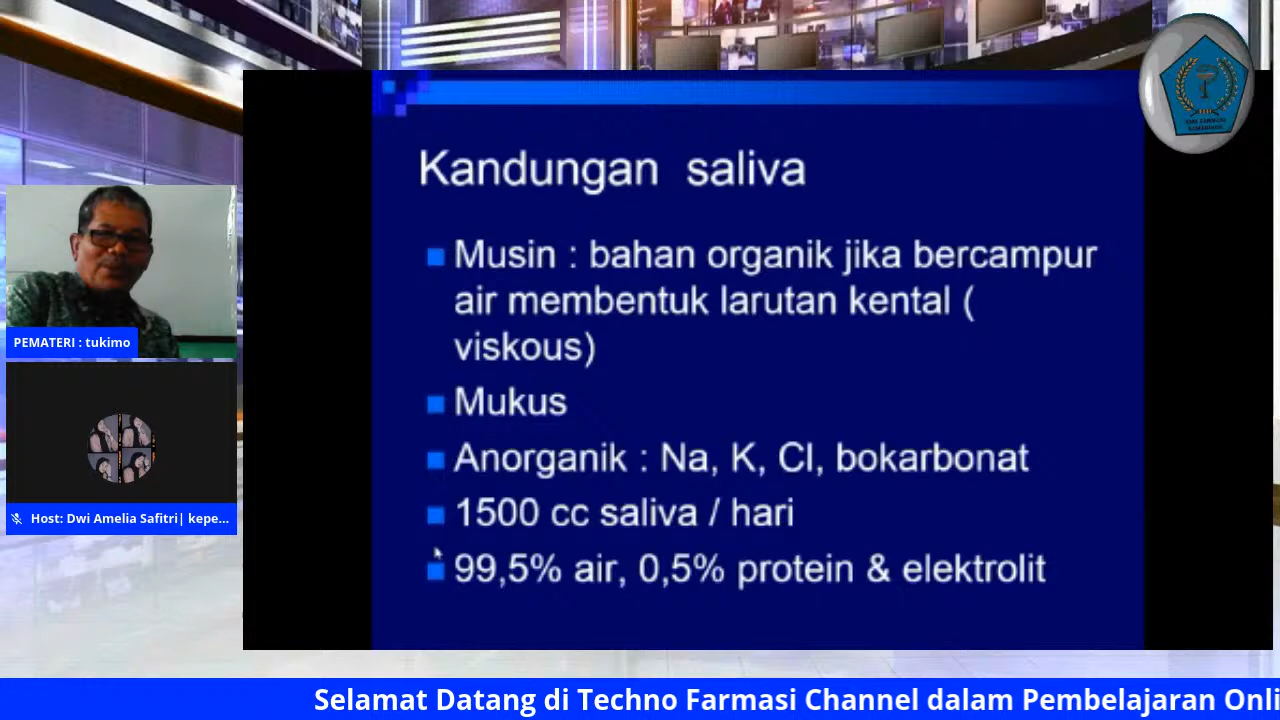 Kandungan saliva
Musin : bahan organik jika bercampur
air membentuk larutan kental (
viskous)
Mukus
Anorganik : Na, K, Cl, bokarbonat
1500 cc saliva / hari
99,5% air, 0,5% protein & elektrolit
PEMATERI : tukimo
Host: Dwi Amelia Safitri| kepe...
Selamat Datang di Techno Farmasi Channel dalam Pembelajaran Onli